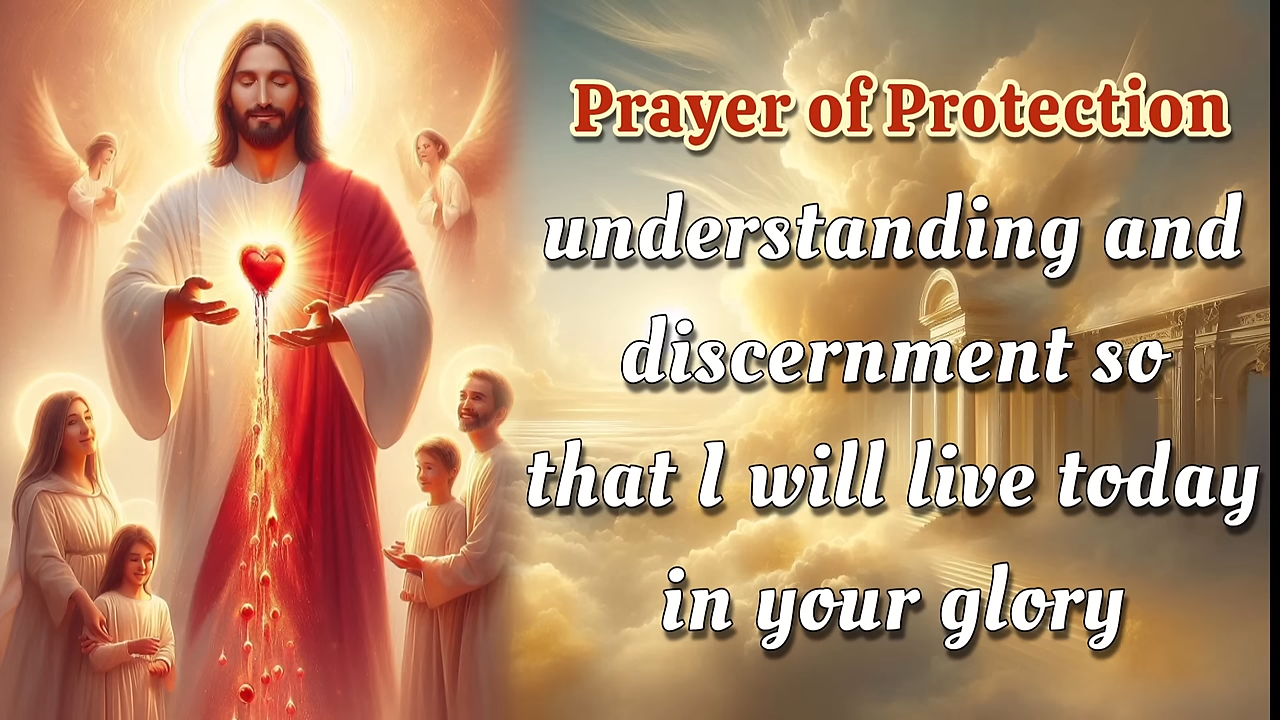 Prayer of Protection
understanding and
discernment so
that I will live today
in your glory